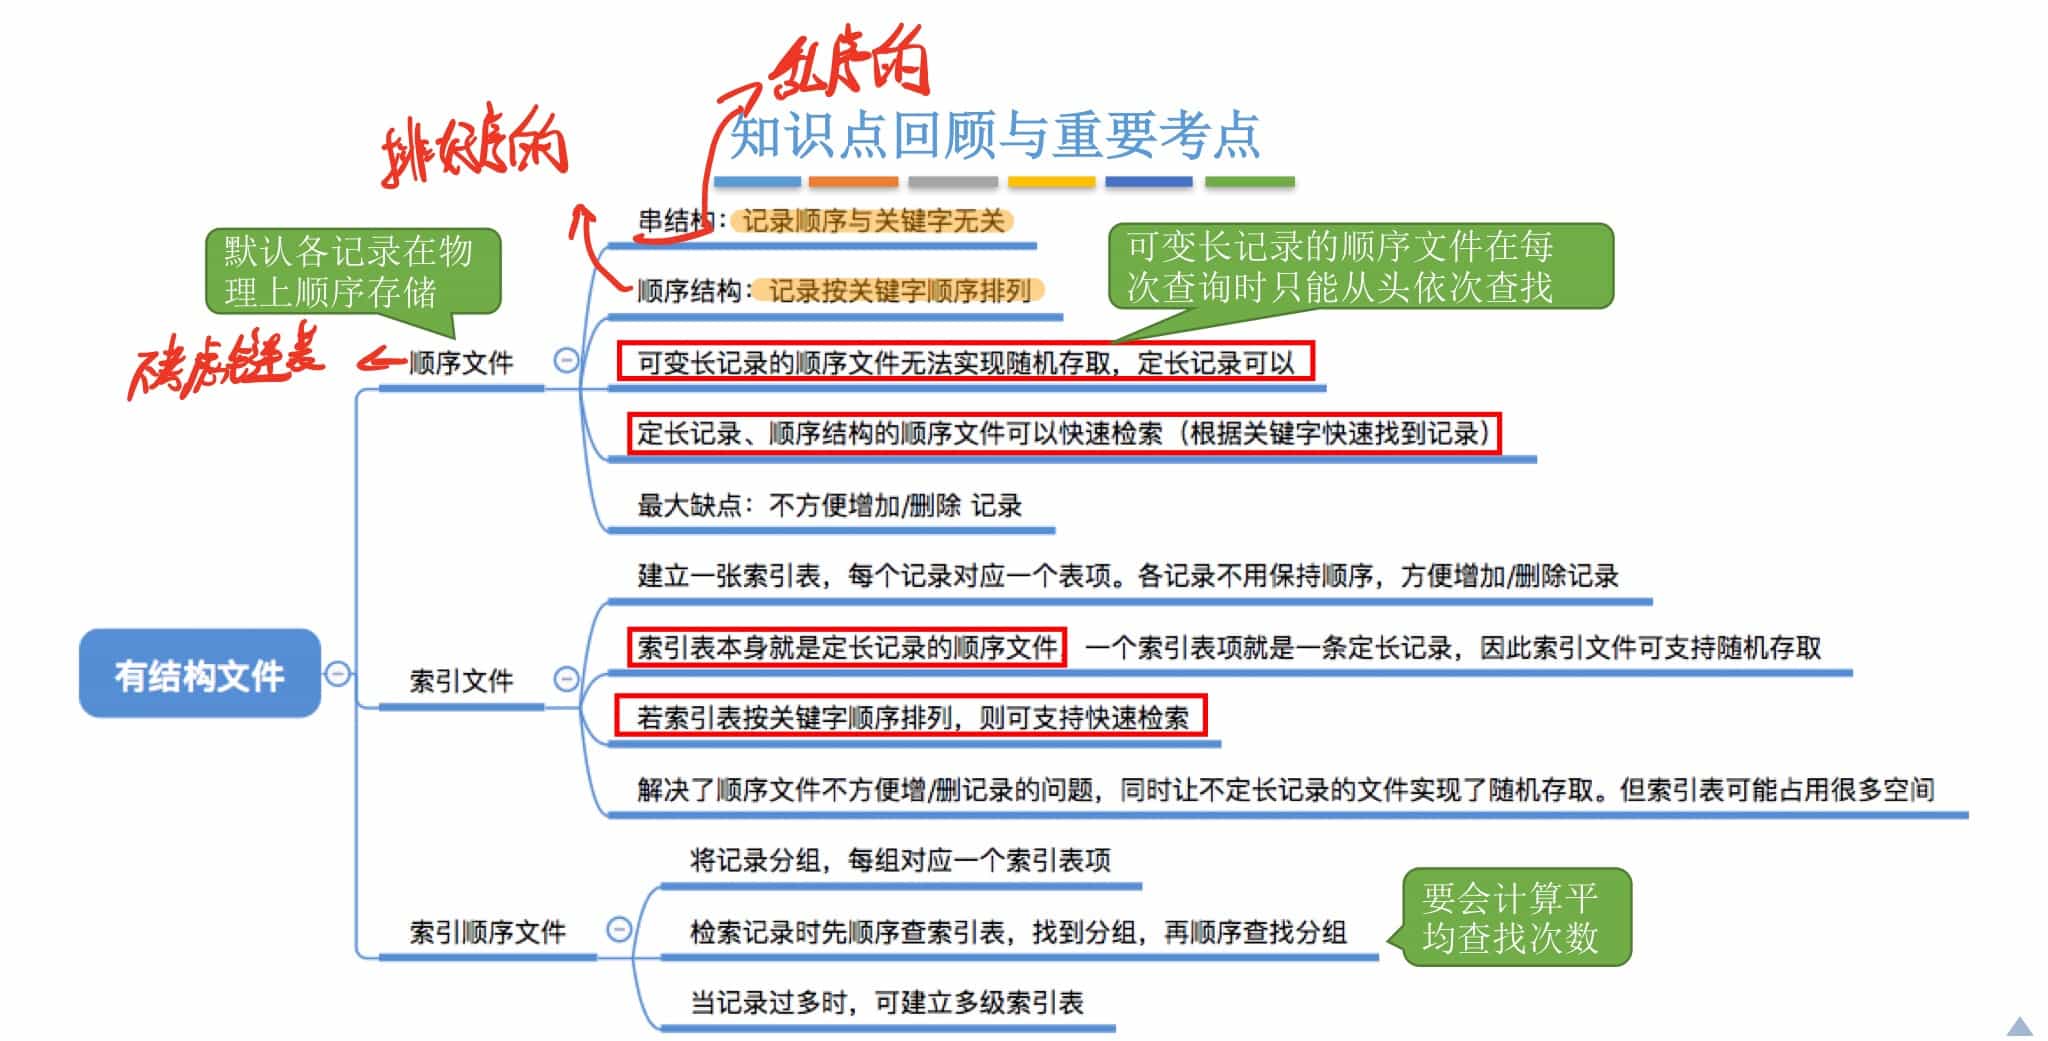 乱序的
知识点回顾与重要考点
排好序的
串结构：记录顺序与关键字无关
默认各记录在物
理上顺序存储
顺序结构：记录按关键字顺序排列
可变长记录的顺序文件在每
次查询时只能从头依次查找
不考虑链表
顺序文件
可变长记录的顺序文件无法实现随机存取，定长记录可以
定长记录、顺序结构的顺序文件可以快速检索（根据关键字快速找到记录）
最大缺点：不方便增加/删除 记录
有结构文件
索引文件
建立一张索引表，每个记录对应一个表项。各记录不用保持顺序，方便增加/删除记录
索引表本身就是定长记录的顺序文件，一个索引表项就是一条定长记录，因此索引文件可支持随机存取
若索引表按关键字顺序排列，则可支持快速检索
解决了顺序文件不方便增/删记录的问题，同时让不定长记录的文件实现了随机存取。但索引表可能占用很多空间
索引顺序文件
将记录分组，每组对应一个索引表项
检索记录时先顺序查索引表，找到分组，再顺序查找分组
要会计算平
均查找次数
当记录过多时，可建立多级索引表